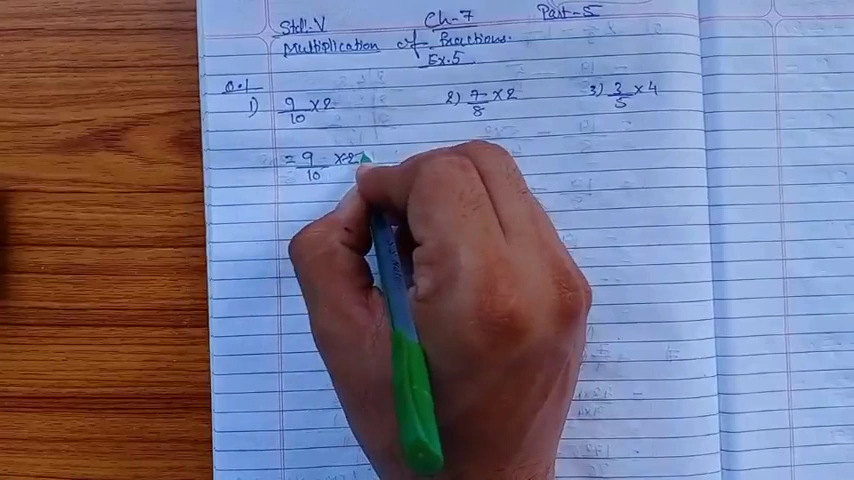 Std.V Ch-7 Part-5
Multiplication of Fractions.
Ex.5
Q.1
1) 9/10 x 2 2) 7/8 x 2 3) 3/5 x 4
= 9/10 x 2